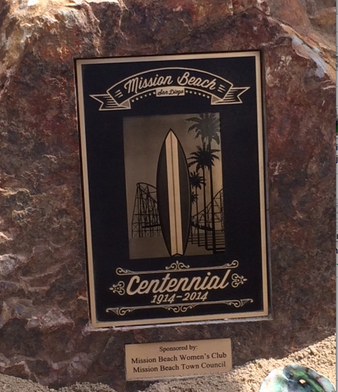 Mission Beach
San Diego
Centennial
1914-2014
Sponsored by:
Mission Beach Women's Club
Mission Beach Town Council